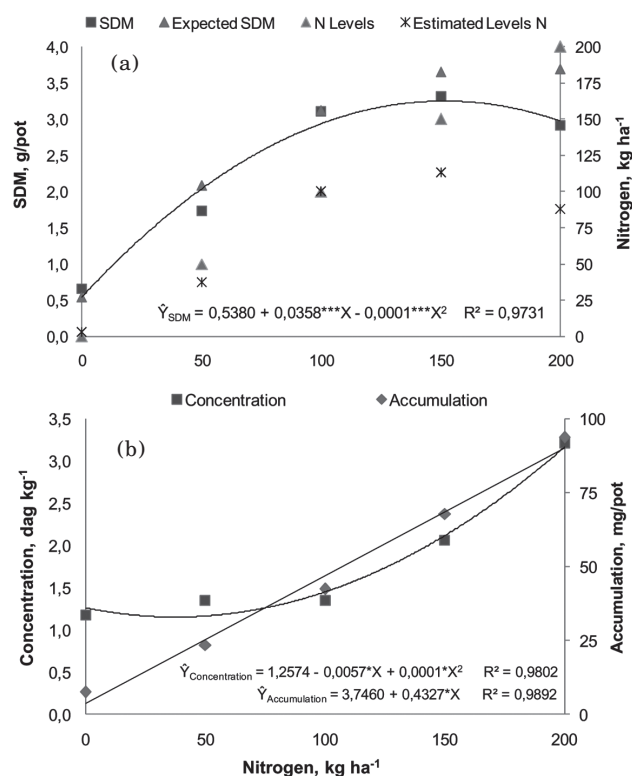 SDM Expected SDM N Levels Estimated Levels N
(a)
SDM, g/pot
4,0
3,5
3,0
2,5
2,0
1,5
1,0
0,5
0,0
200
175
150
125
100
75
50
25
0
Nitrogen, kg ha-1
ŶSDM = 0,5380 + 0,0358***X - 0,0001***X² R² = 0,9731
0 50 100 150 200
Concentration Accumulation
(b)
Concentration, dag kg-1
3,5
3,0
2,5
2,0
1,5
1,0
0,5
0,0
100
75
50
25
0
Accumulation, mg/pot
ŶConcentration = 1,2574 - 0,0057*X + 0,0001*X² R² = 0,9802
ŶAccumulation = 3,7460 + 0,4327*X R² = 0,9892
0 50 100 150 200
Nitrogen, kg ha-1